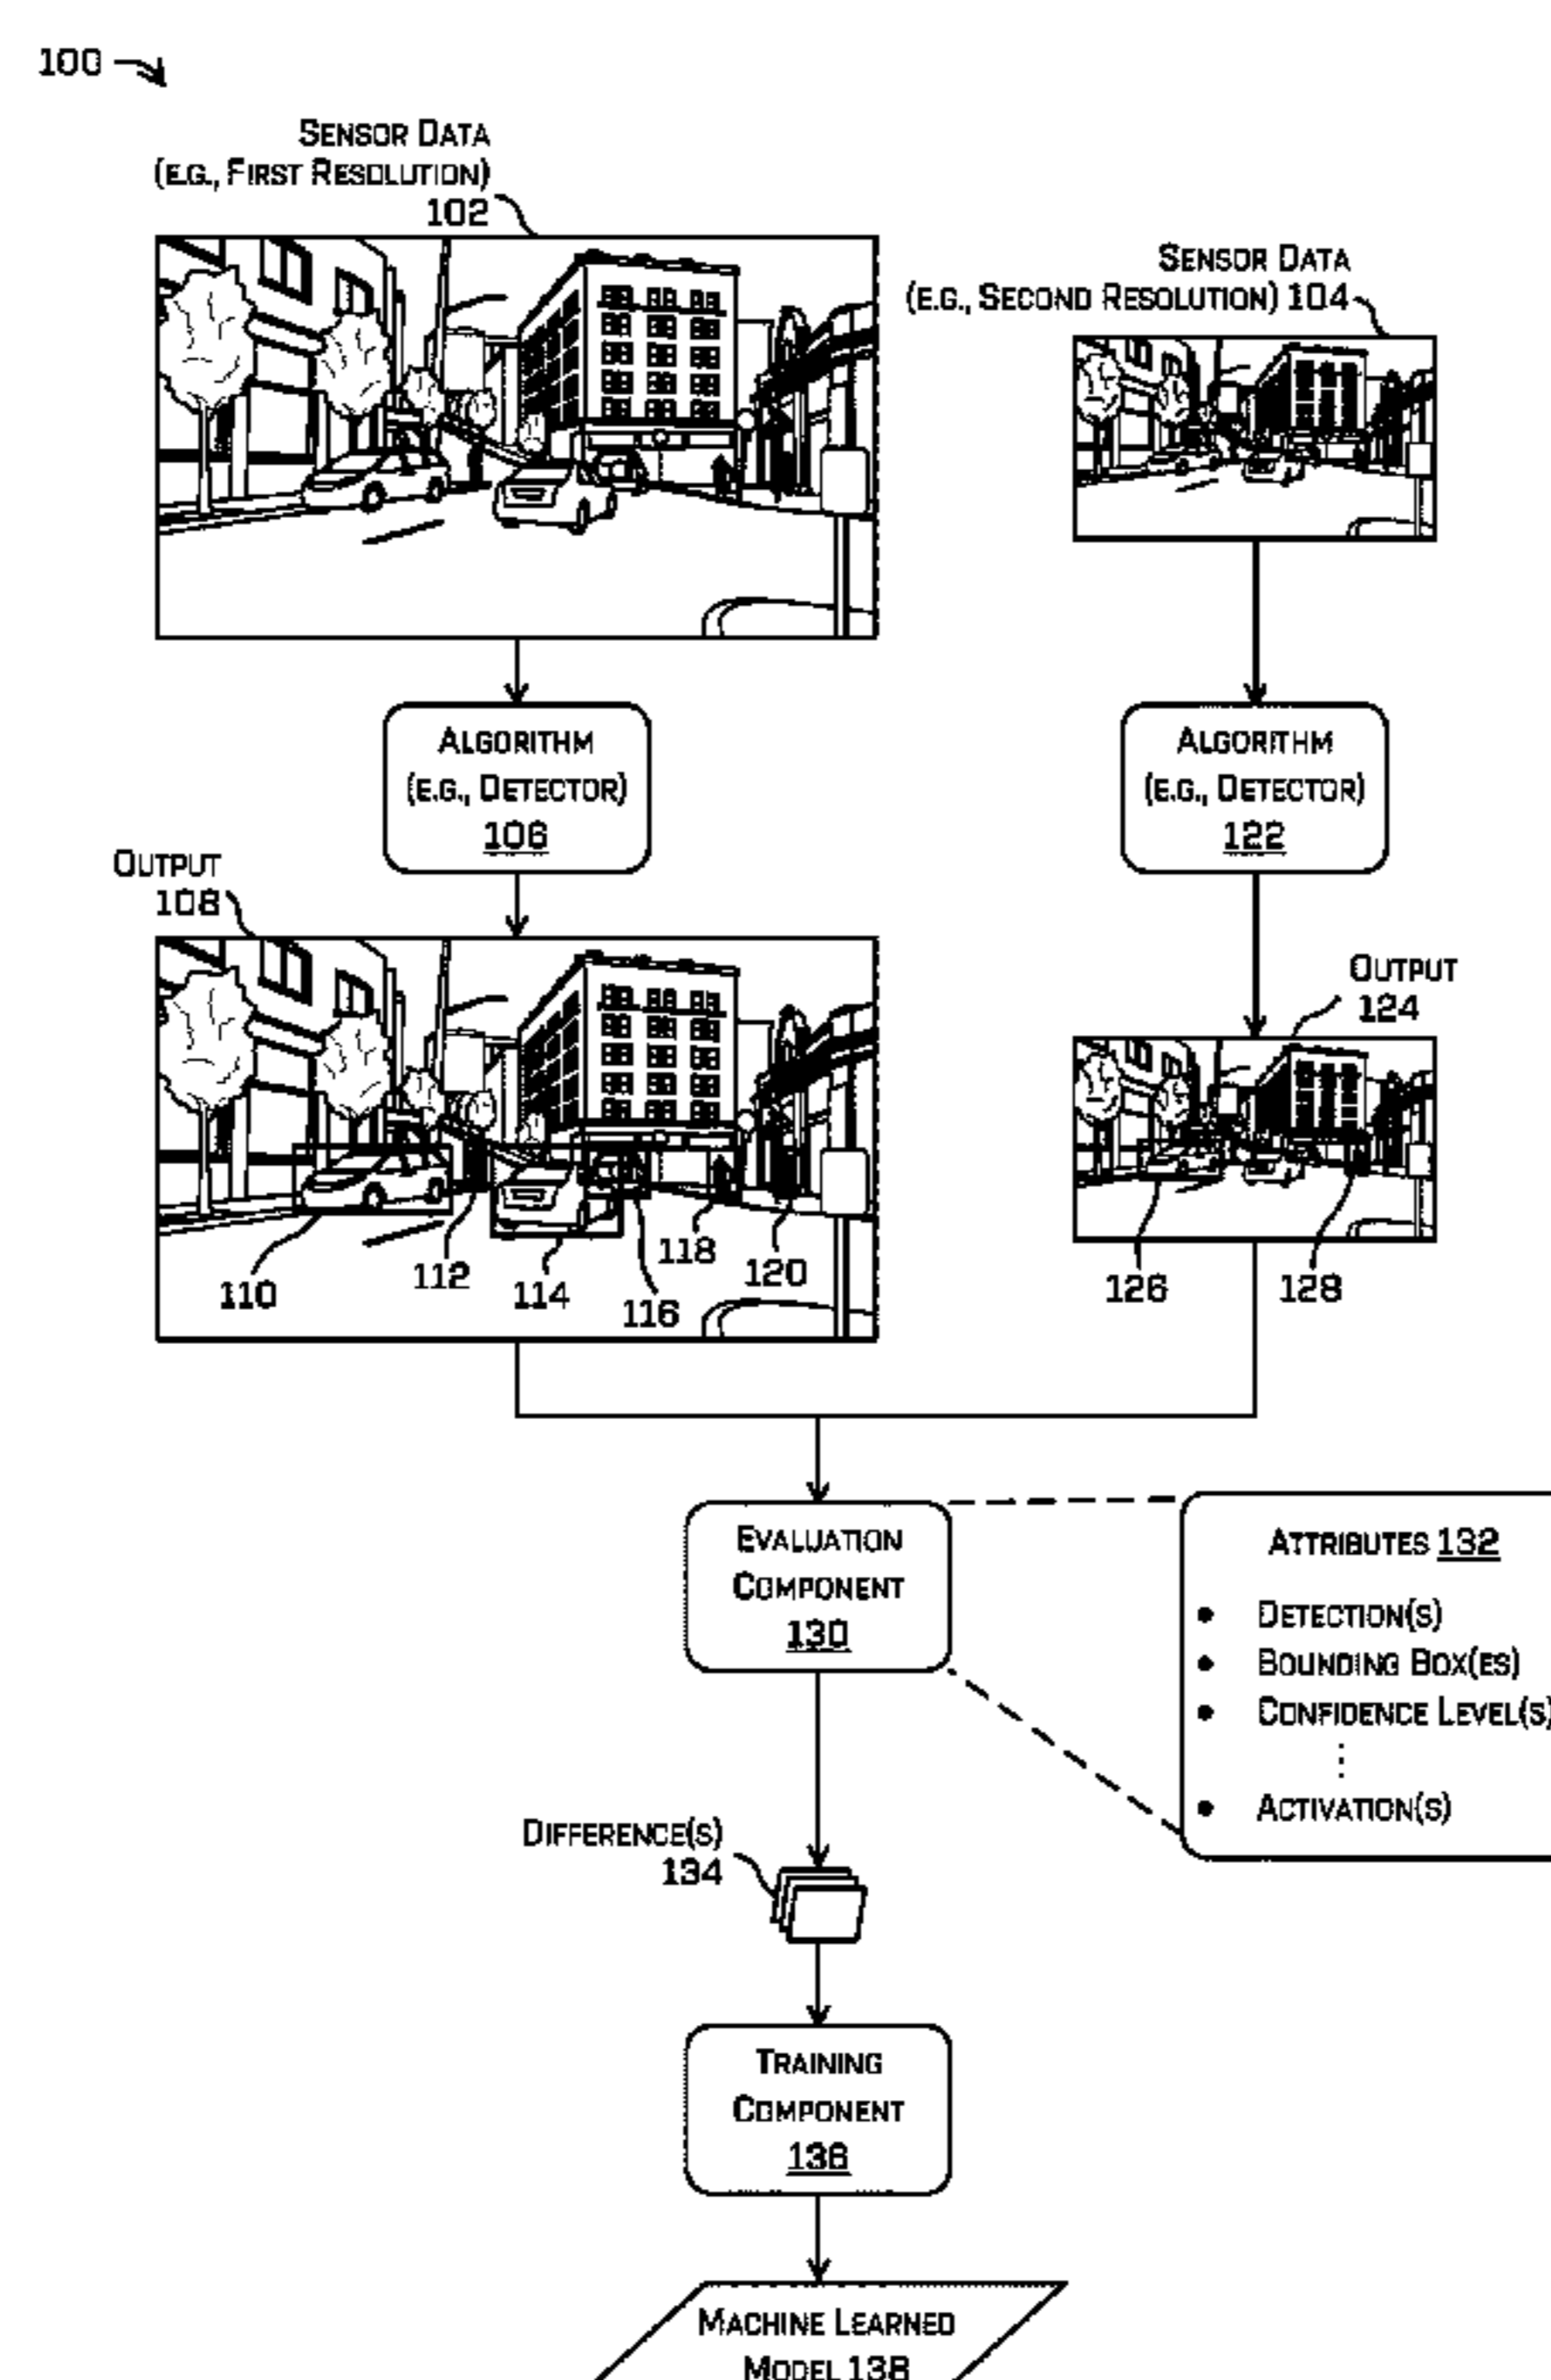 100
SENSOR DATA
(E.G., FIRST RESOLUTION)
102
SENSOR DATA
(E.G., SECOND RESOLUTION) 104
ALGORITHM
(E.G., DETECTOR)
106
ALGORITHM
(E.G., DETECTOR)
122
OUTPUT
108
OUTPUT
124
110
112
114
116
118
120
126
128
EVALUATION
COMPONENT
130
ATTRIBUTES 132
• DETECTION(S)
• BOUNDING BOX(ES)
• CONFIDENCE LEVEL(S)
⋮
• ACTIVATION(S)
DIFFERENCE(S)
134
TRAINING
COMPONENT
136
MACHINE LEARNED
MODEL 138